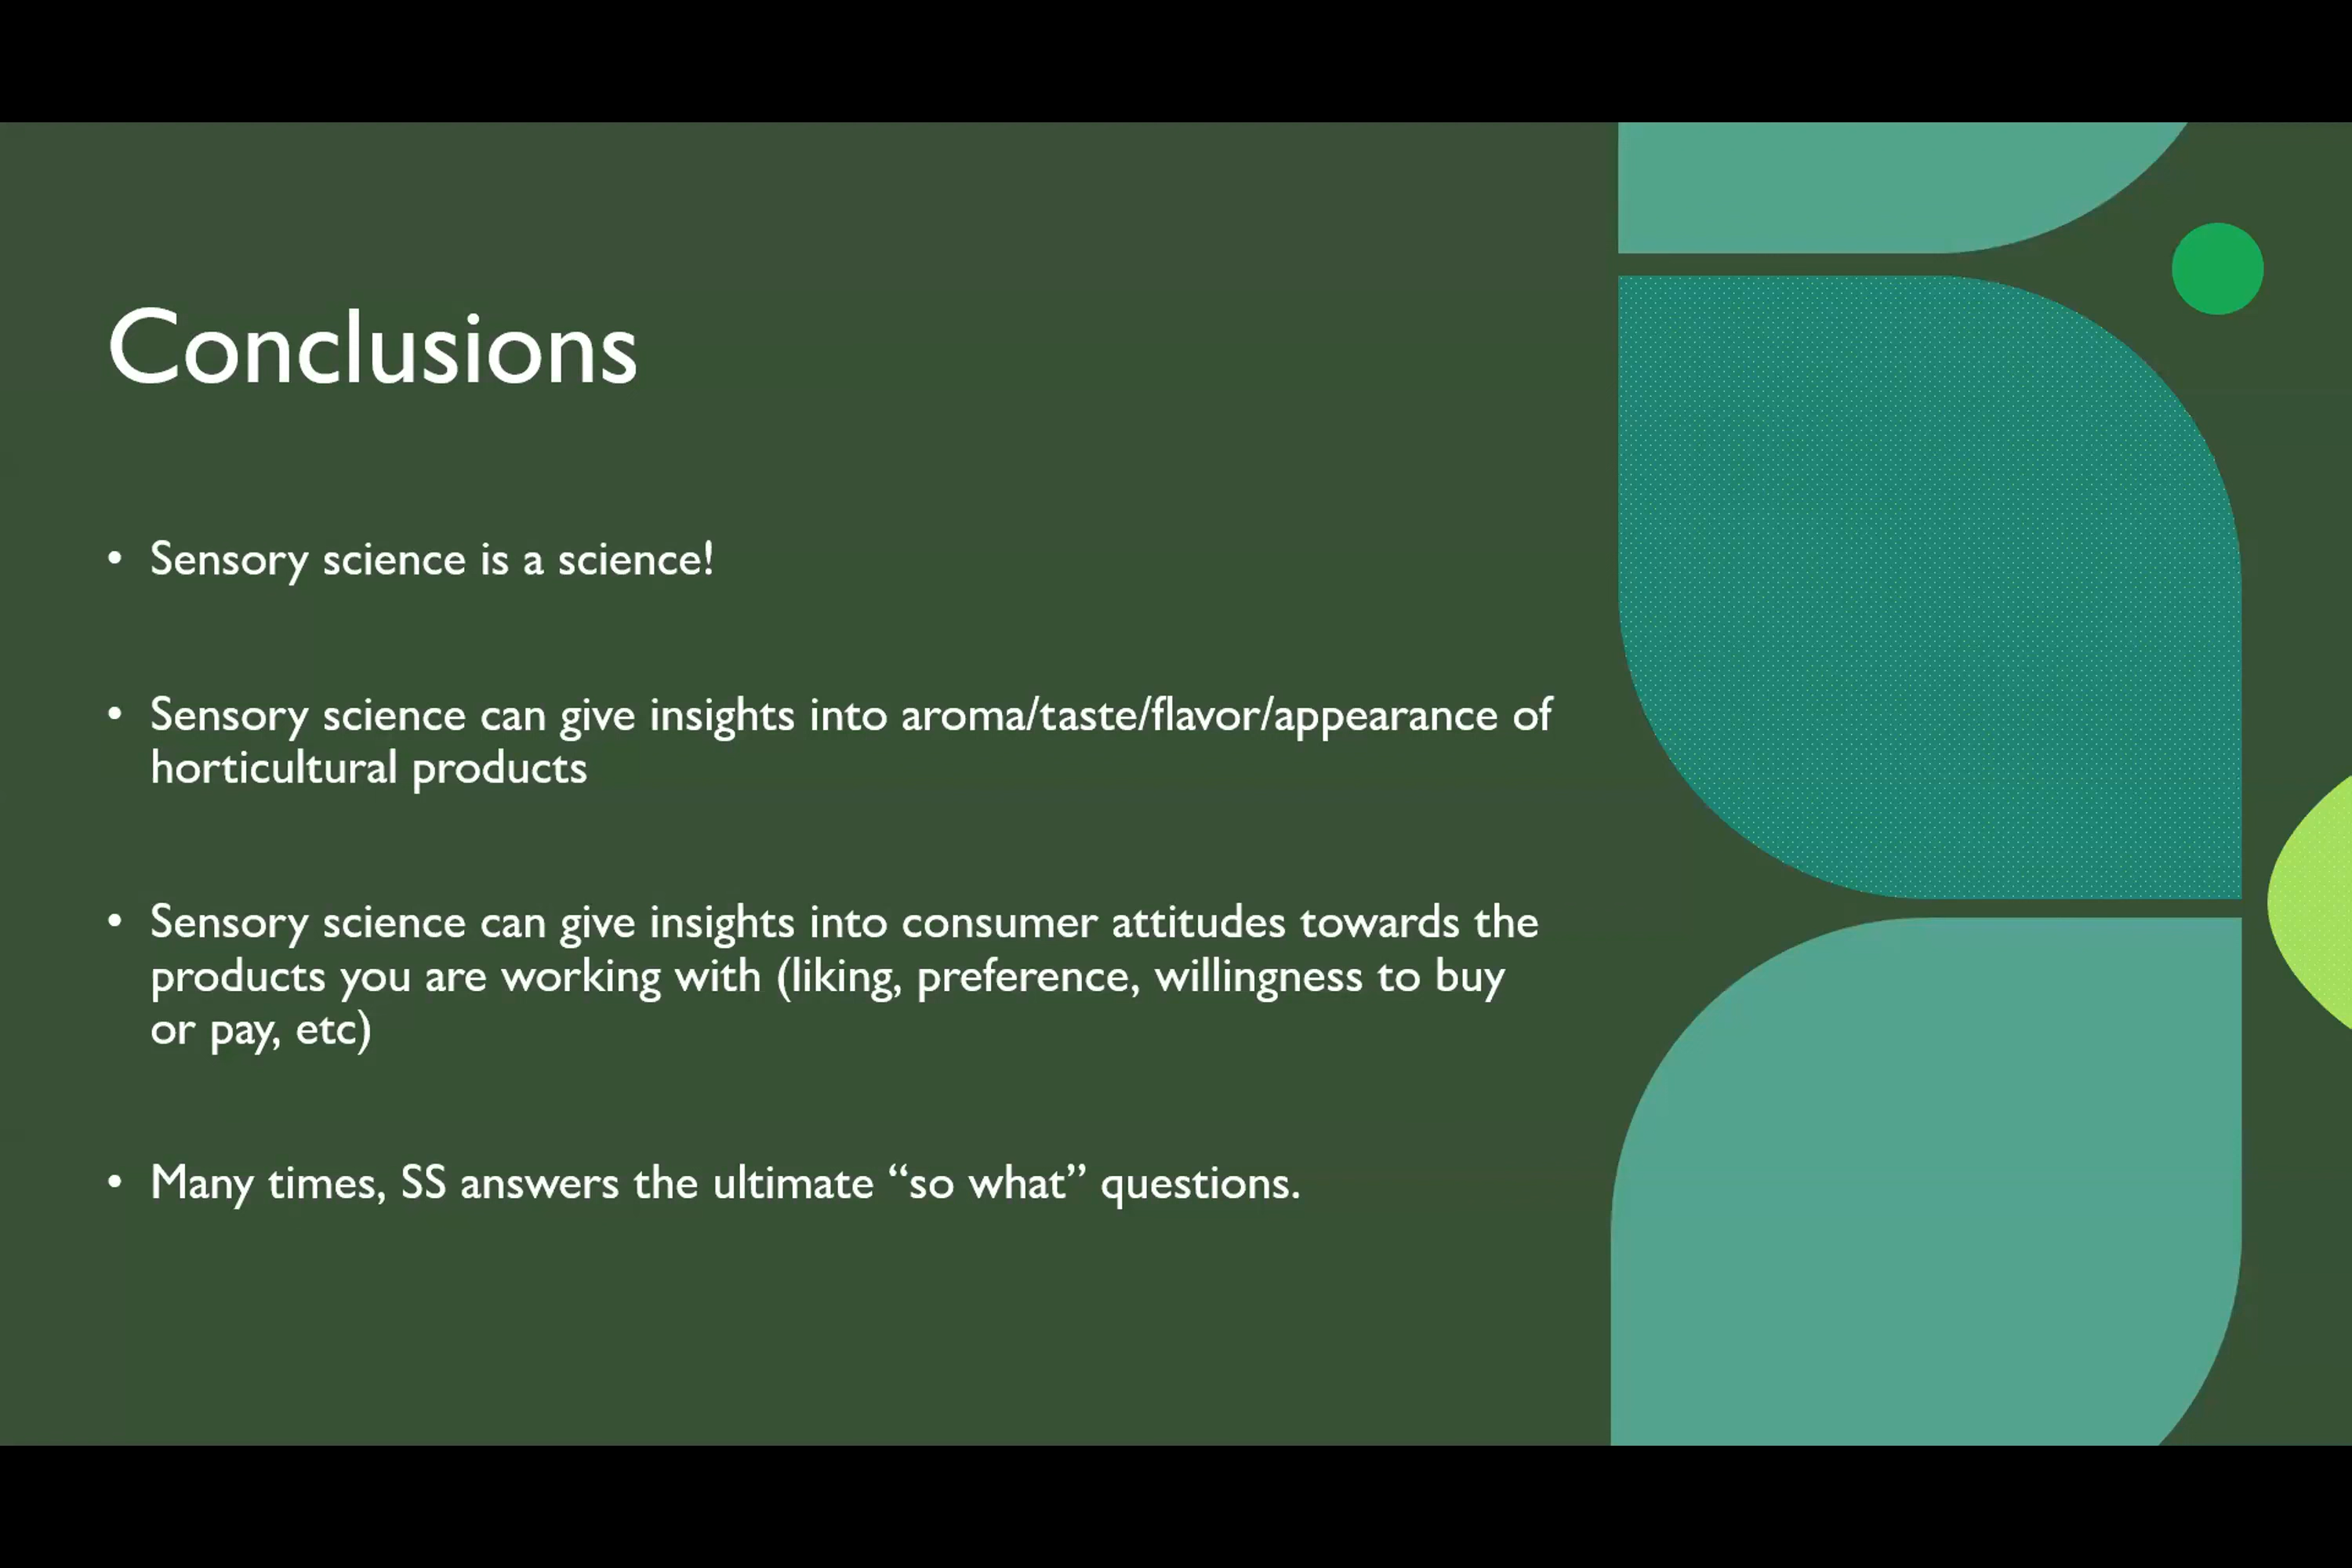 Conclusions
• Sensory science is a science!
• Sensory science can give insights into aroma/taste/flavor/appearance of
horticultural products
• Sensory science can give insights into consumer attitudes towards the
products you are working with (liking, preference, willingness to buy
or pay, etc)
• Many times, SS answers the ultimate “so what” questions.